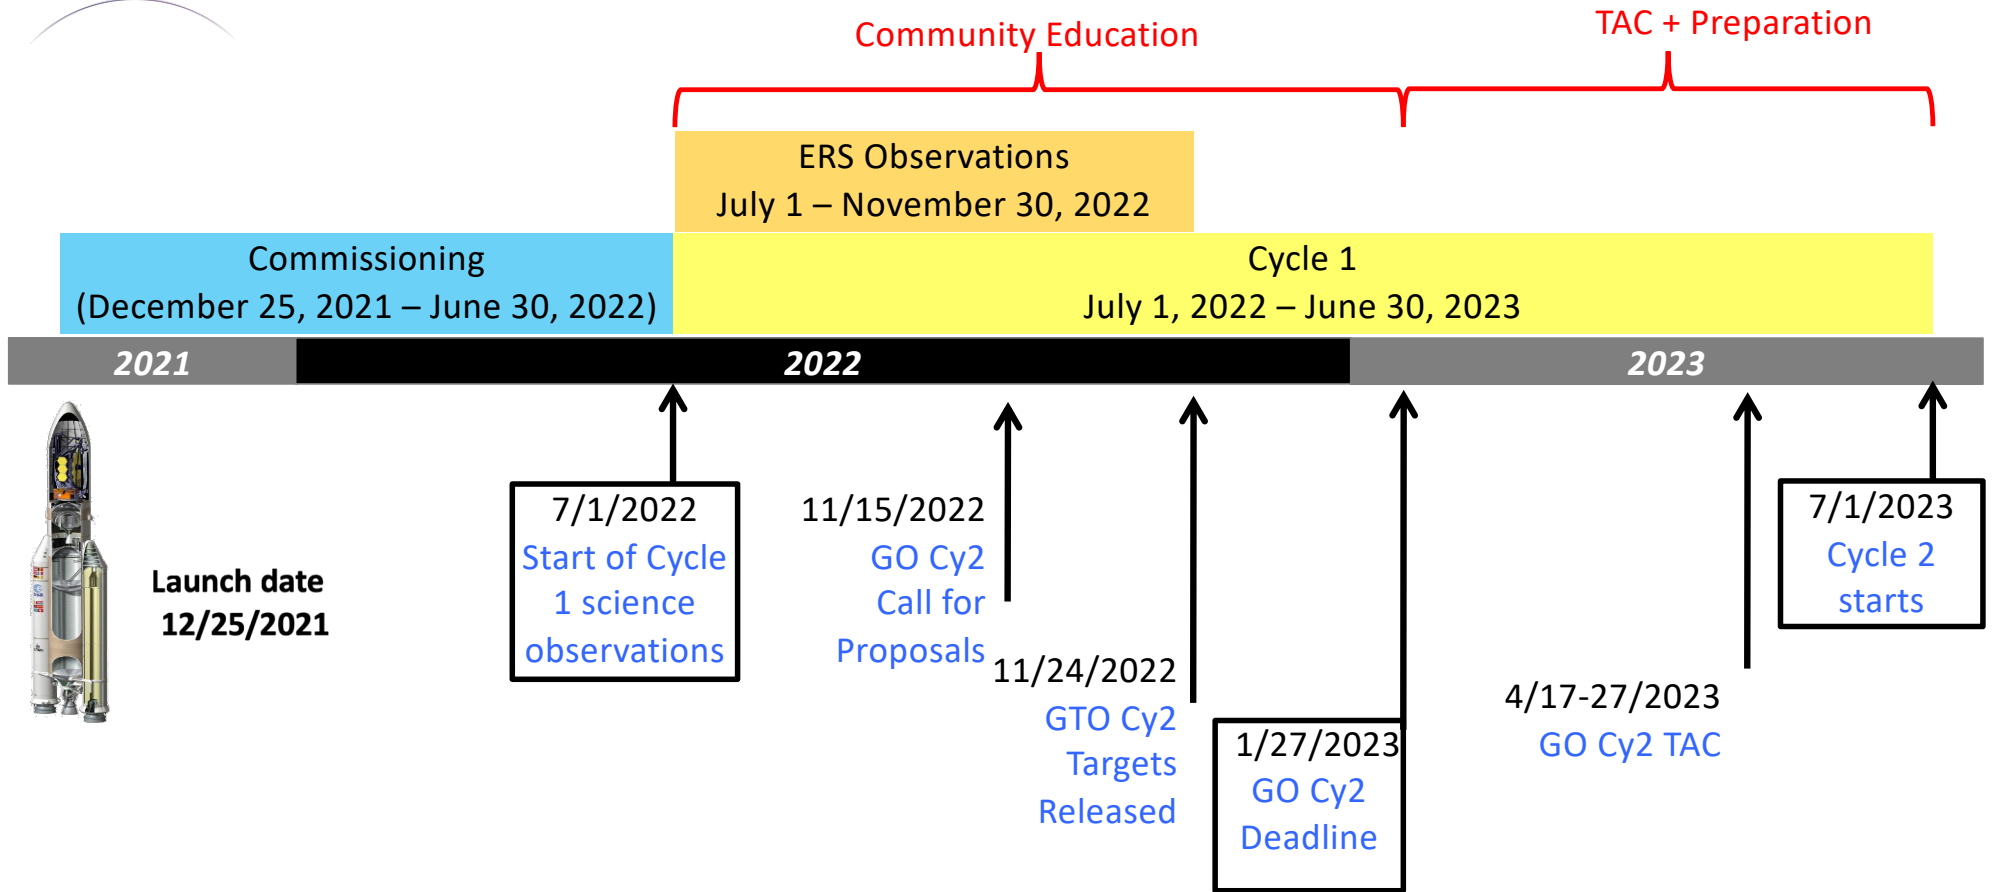 Community Education
TAC + Preparation
ERS Observations
July 1 – November 30, 2022
Commissioning
(December 25, 2021 – June 30, 2022)
Cycle 1
July 1, 2022 – June 30, 2023
2021
2022
2023
Launch date
12/25/2021
7/1/2022
Start of Cycle
1 science
observations
11/15/2022
GO Cy2
Call for
Proposals
11/24/2022
GTO Cy2
Targets
Released
1/27/2023
GO Cy2
Deadline
4/17-27/2023
GO Cy2 TAC
7/1/2023
Cycle 2
starts